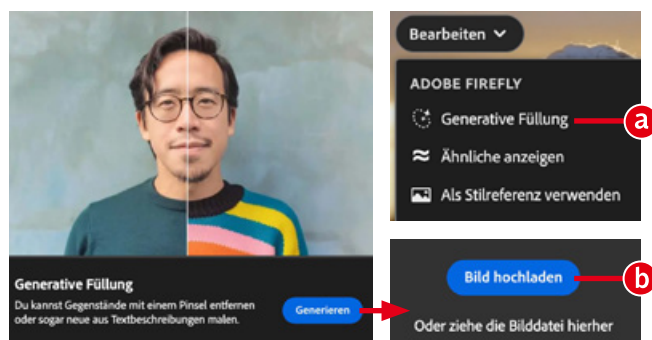 Generative Füllung
Du kannst Gegenstände mit einem Pinsel entfernen
oder sogar neue aus Textbeschreibungen malen.
Generieren
Bearbeiten
ADOBE FIREFLY
Generative Füllung
a
Ähnliche anzeigen
Als Stilreferenz verwenden
Bild hochladen
b
Oder ziehe die Bilddatei hierher